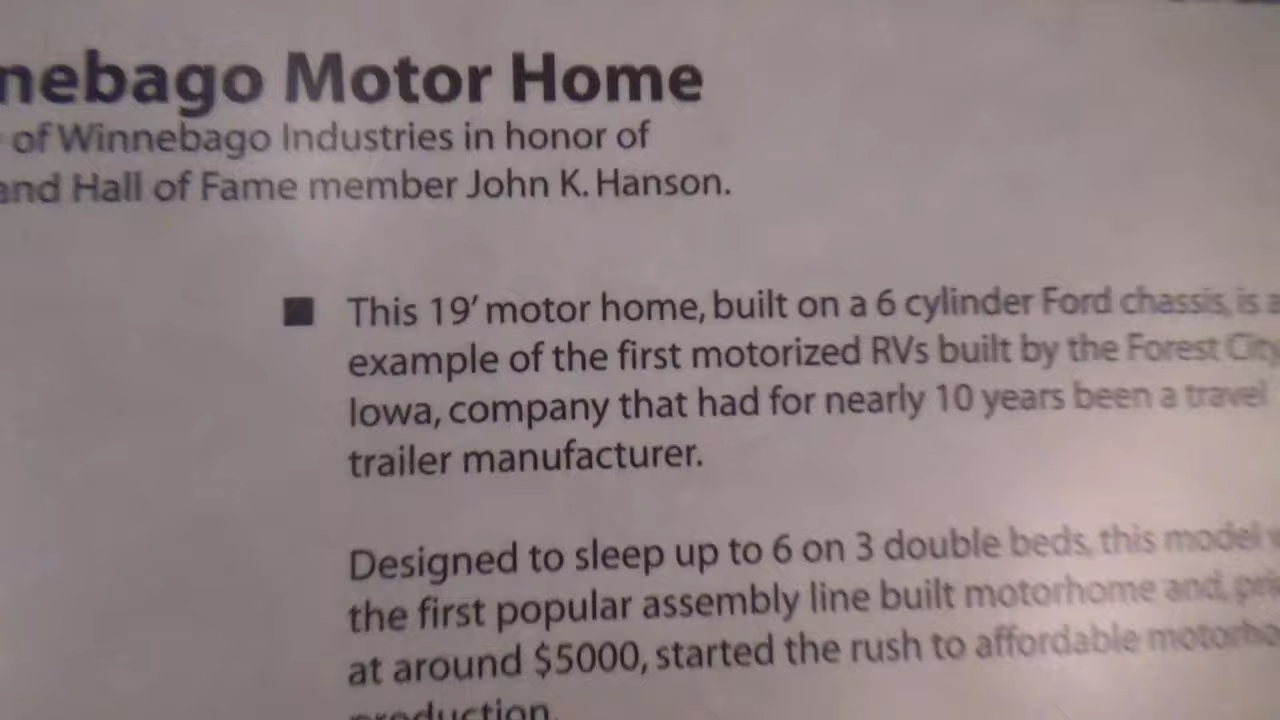 nebago Motor Home
of Winnebago Industries in honor of
and Hall of Fame member John K. Hanson.
This 19' motor home, built on a 6 cylinder Ford chassis, is a
example of the first motorized RVs built by the Forest City
Iowa, company that had for nearly 10 years been a travel
trailer manufacturer.
Designed to sleep up to 6 on 3 double beds, this model
the first popular assembly line built motorhome and, pri
at around $5000, started the rush to affordable motorho
production.